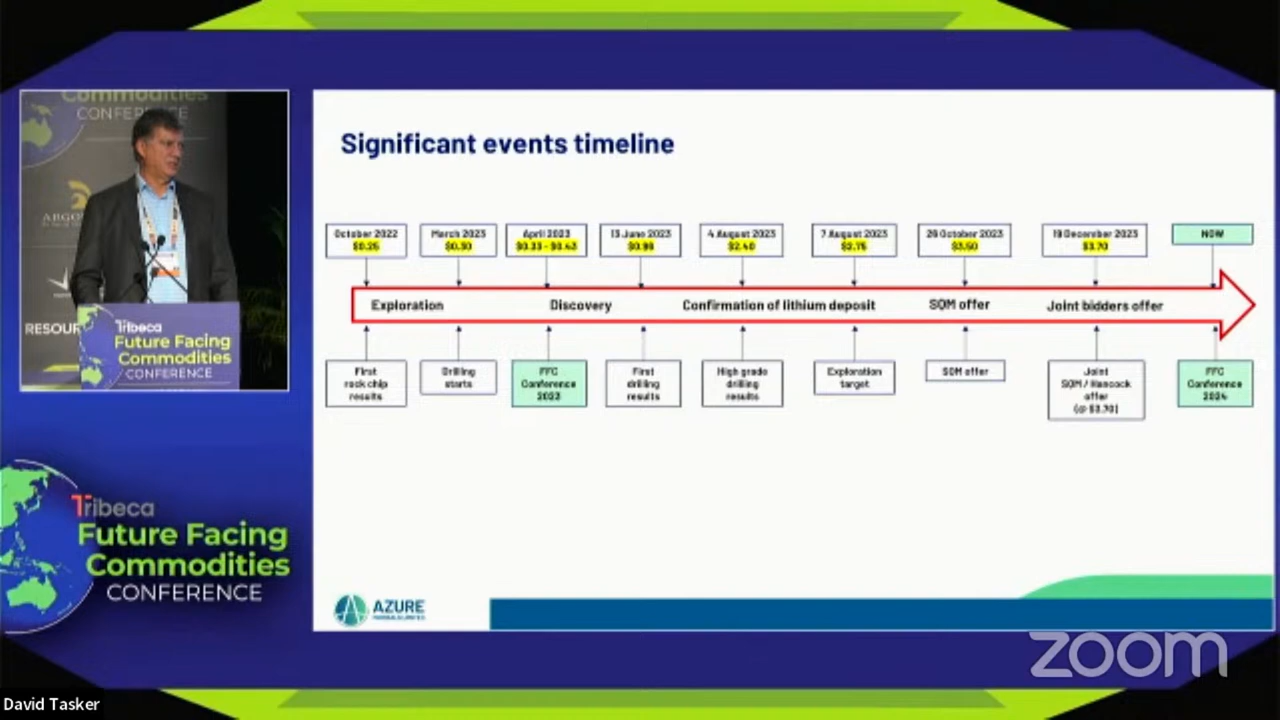 Commodities
CONFERENCE
RESOUR
Tribeca
Future Facing
Commodities
CONFERENCE
Tribeca
Future Facing
Commodities
CONFERENCE
Significant events timeline
October 2022
$0.25
March 2023
$0.30
April 2023
$0.33 - $0.43
13 June 2023
4 August 2023
$2.40
7 August 2023
$2.75
26 October 2023
$3.50
19 December 2023
$3.70
NOW
Exploration
Discovery
Confirmation of lithium deposit
SQM offer
Joint bidders offer
First
rock chip
results
Drilling
starts
FFC
Conference
2023
First
drilling
results
High grade
drilling
results
Exploration
target
SQM offer
Joint
SQM / Hancock
offer
(@ $3.70)
FFC
Conference
2024
AZURE
MINERALS LIMITED
zoom
David Tasker